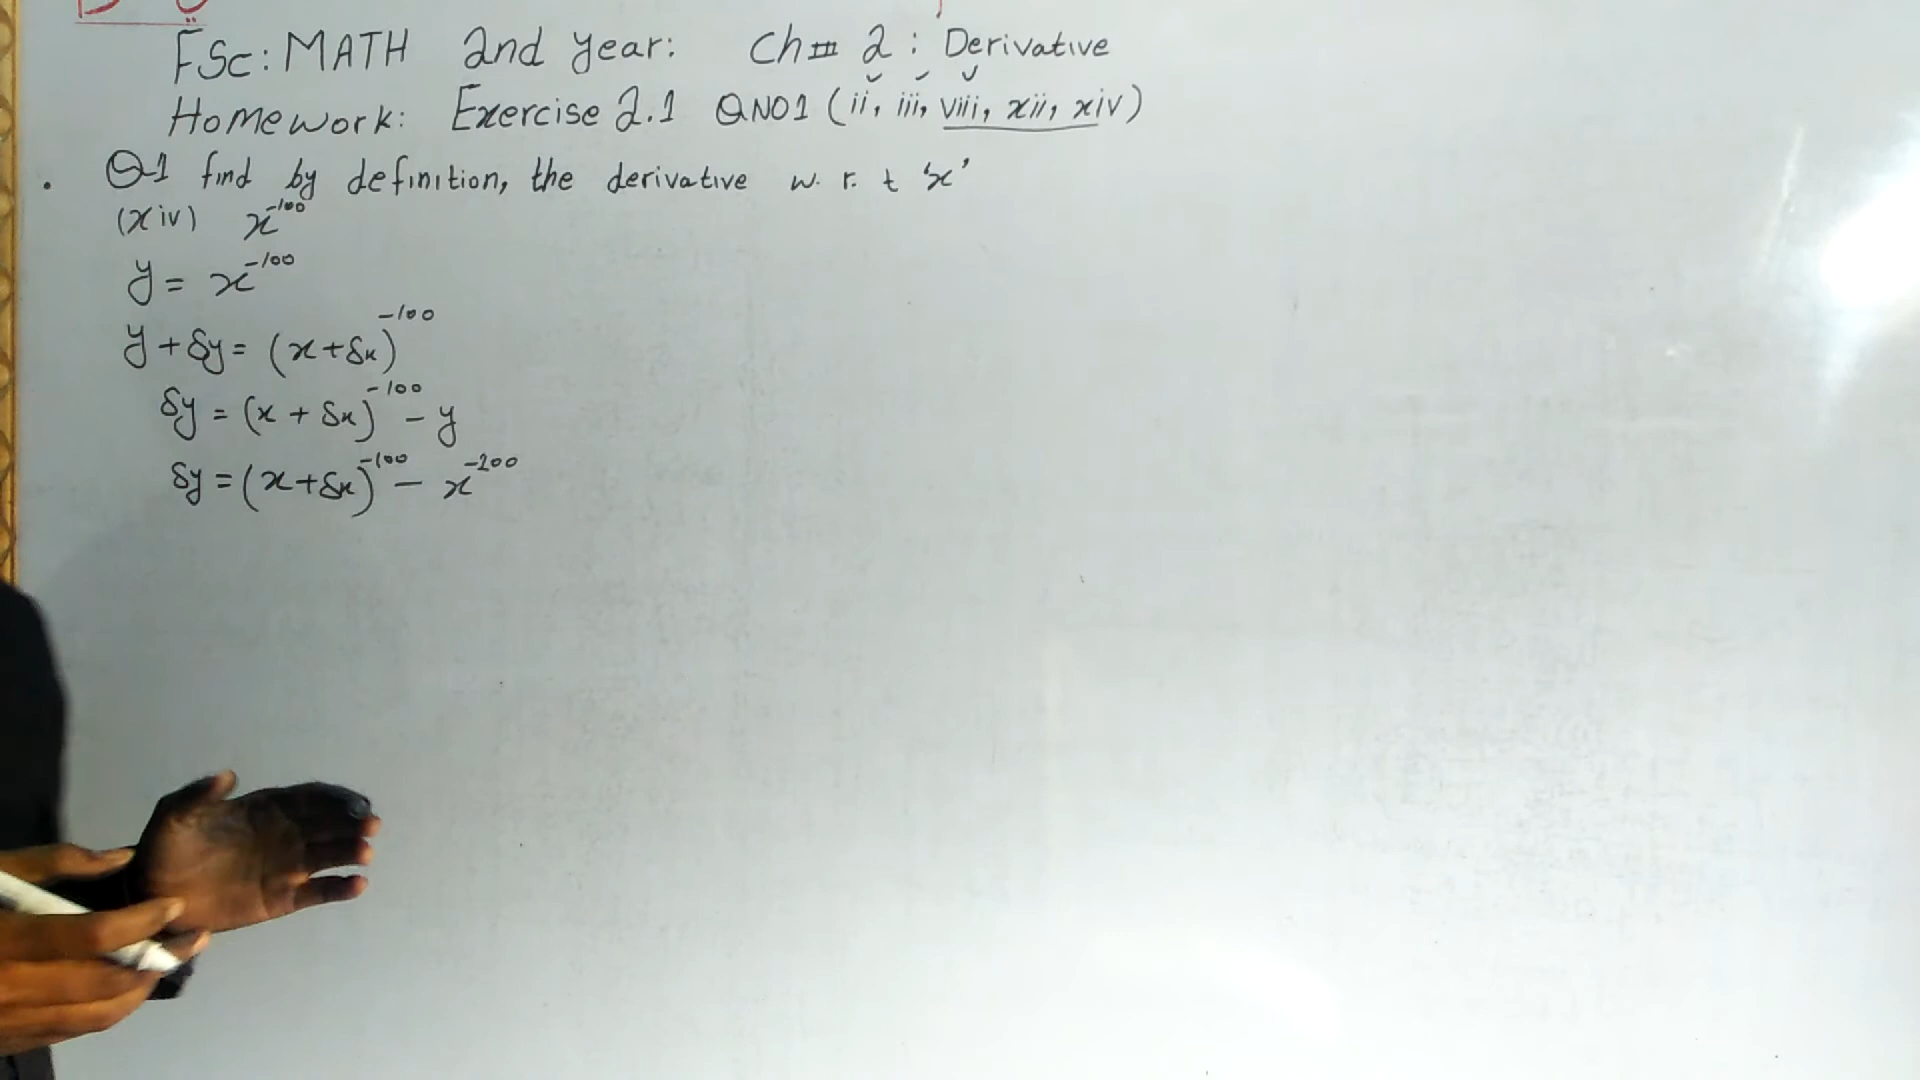 FSc: MATH 2nd year: Ch# 2: Derivative
Homework: Exercise 2.1 QNO1 (ii, iii, viii, xii, xiv)
Q1 find by definition, the derivative w. r. t 'x'
(xiv) x⁻¹⁰⁰
y = x⁻¹⁰⁰
y + δy = (x+δx)⁻¹⁰⁰
δy = (x + δx)⁻¹⁰⁰ - y
δy = (x+δx)⁻¹⁰⁰ - x⁻²⁰⁰